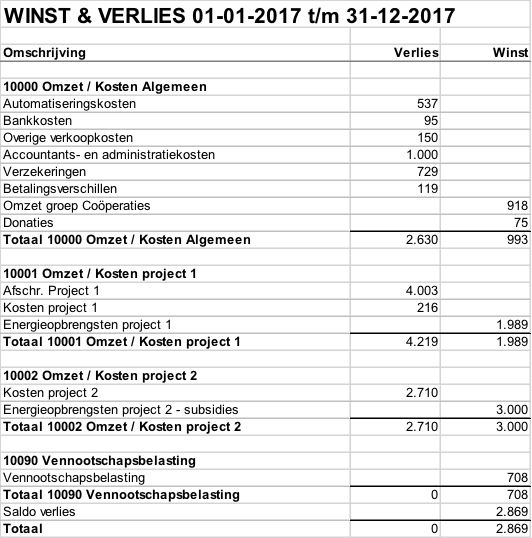 WINST & VERLIES 01-01-2017 t/m 31-12-2017
Omschrijving Verlies Winst
10000 Omzet / Kosten Algemeen
Automatiseringskosten 537
Bankkosten 95
Overige verkoopkosten 150
Accountants- en administratiekosten 1.000
Verzekeringen 729
Betalingsverschillen 119
Omzet groep Coöperaties 918
Donaties 75
Totaal 10000 Omzet / Kosten Algemeen 2.630 993
10001 Omzet / Kosten project 1
Afschr. Project 1 4.003
Kosten project 1 216
Energieopbrengsten project 1 1.989
Totaal 10001 Omzet / Kosten project 1 4.219 1.989
10002 Omzet / Kosten project 2
Kosten project 2 2.710
Energieopbrengsten project 2 - subsidies 3.000
Totaal 10002 Omzet / Kosten project 2 2.710 3.000
10090 Vennootschapsbelasting
Vennootschapsbelasting 708
Totaal 10090 Vennootschapsbelasting 0 708
Saldo verlies 2.869
Totaal 0 2.869